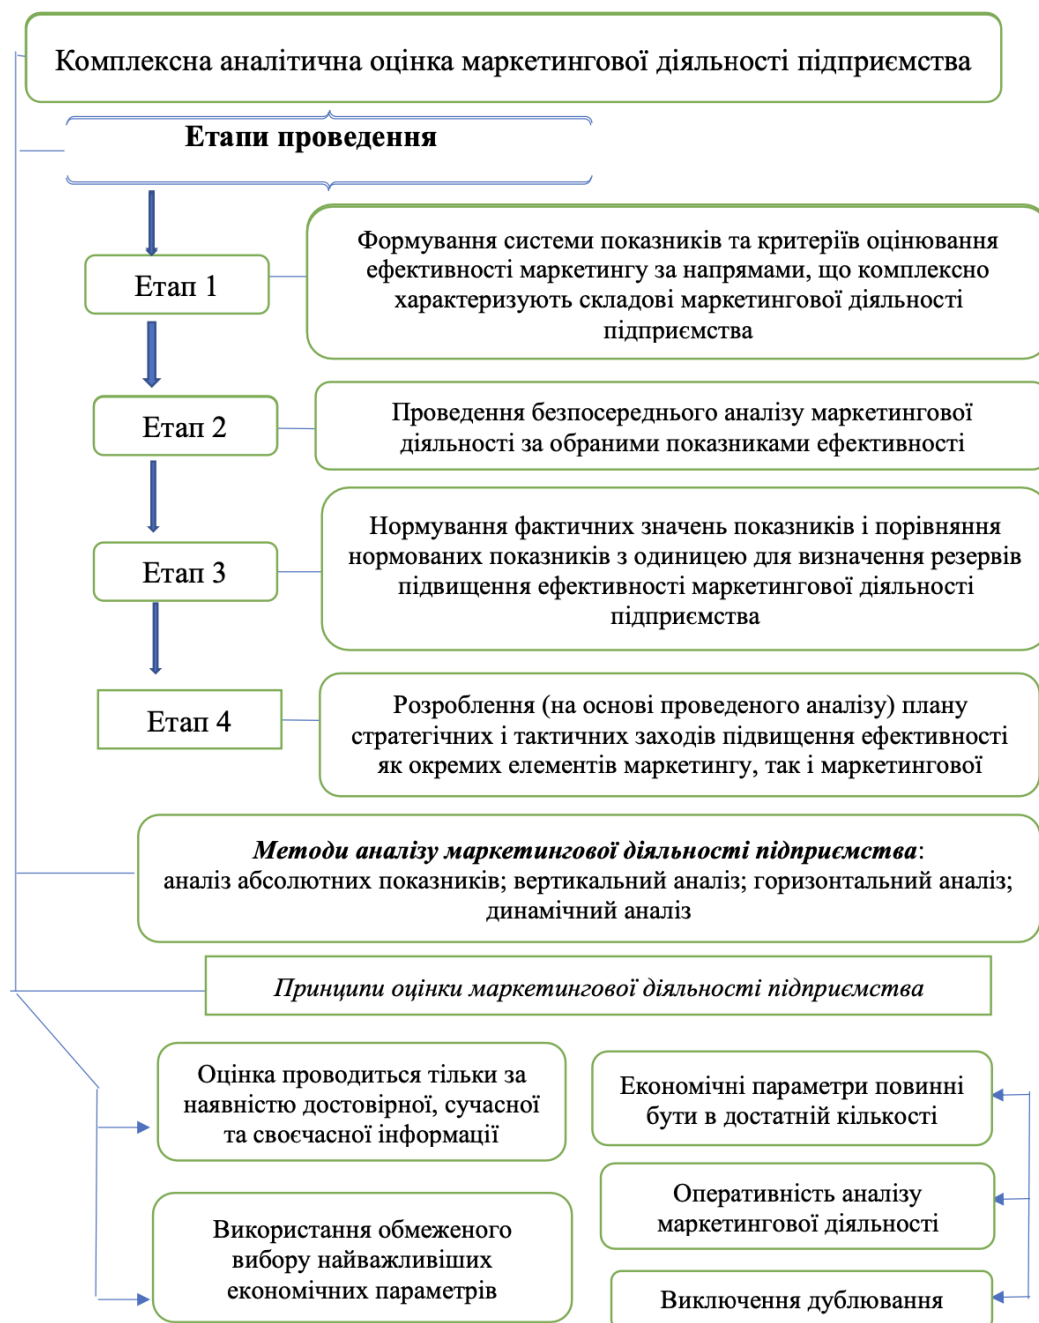 Комплексна аналітична оцінка маркетингової діяльності підприємства
Етапи проведення
Етап 1
Формування системи показників та критеріїв оцінювання
ефективності маркетингу за напрямами, що комплексно
характеризують складові маркетингової діяльності
підприємства
Етап 2
Проведення безпосереднього аналізу маркетингової
діяльності за обраними показниками ефективності
Етап 3
Нормування фактичних значень показників і порівняння
нормованих показників з одиницею для визначення резервів
підвищення ефективності маркетингової діяльності
підприємства
Етап 4
Розроблення (на основі проведеного аналізу) плану
стратегічних і тактичних заходів підвищення ефективності
як окремих елементів маркетингу, так і маркетингової
Методи аналізу маркетингової діяльності підприємства:
аналіз абсолютних показників; вертикальний аналіз; горизонтальний аналіз;
динамічний аналіз
Принципи оцінки маркетингової діяльності підприємства
Оцінка проводиться тільки за
наявністю достовірної, сучасної
та своєчасної інформації
Використання обмеженого
вибору найважливіших
економічних параметрів
Економічні параметри повинні
бути в достатній кількості
Оперативність аналізу
маркетингової діяльності
Виключення дублювання